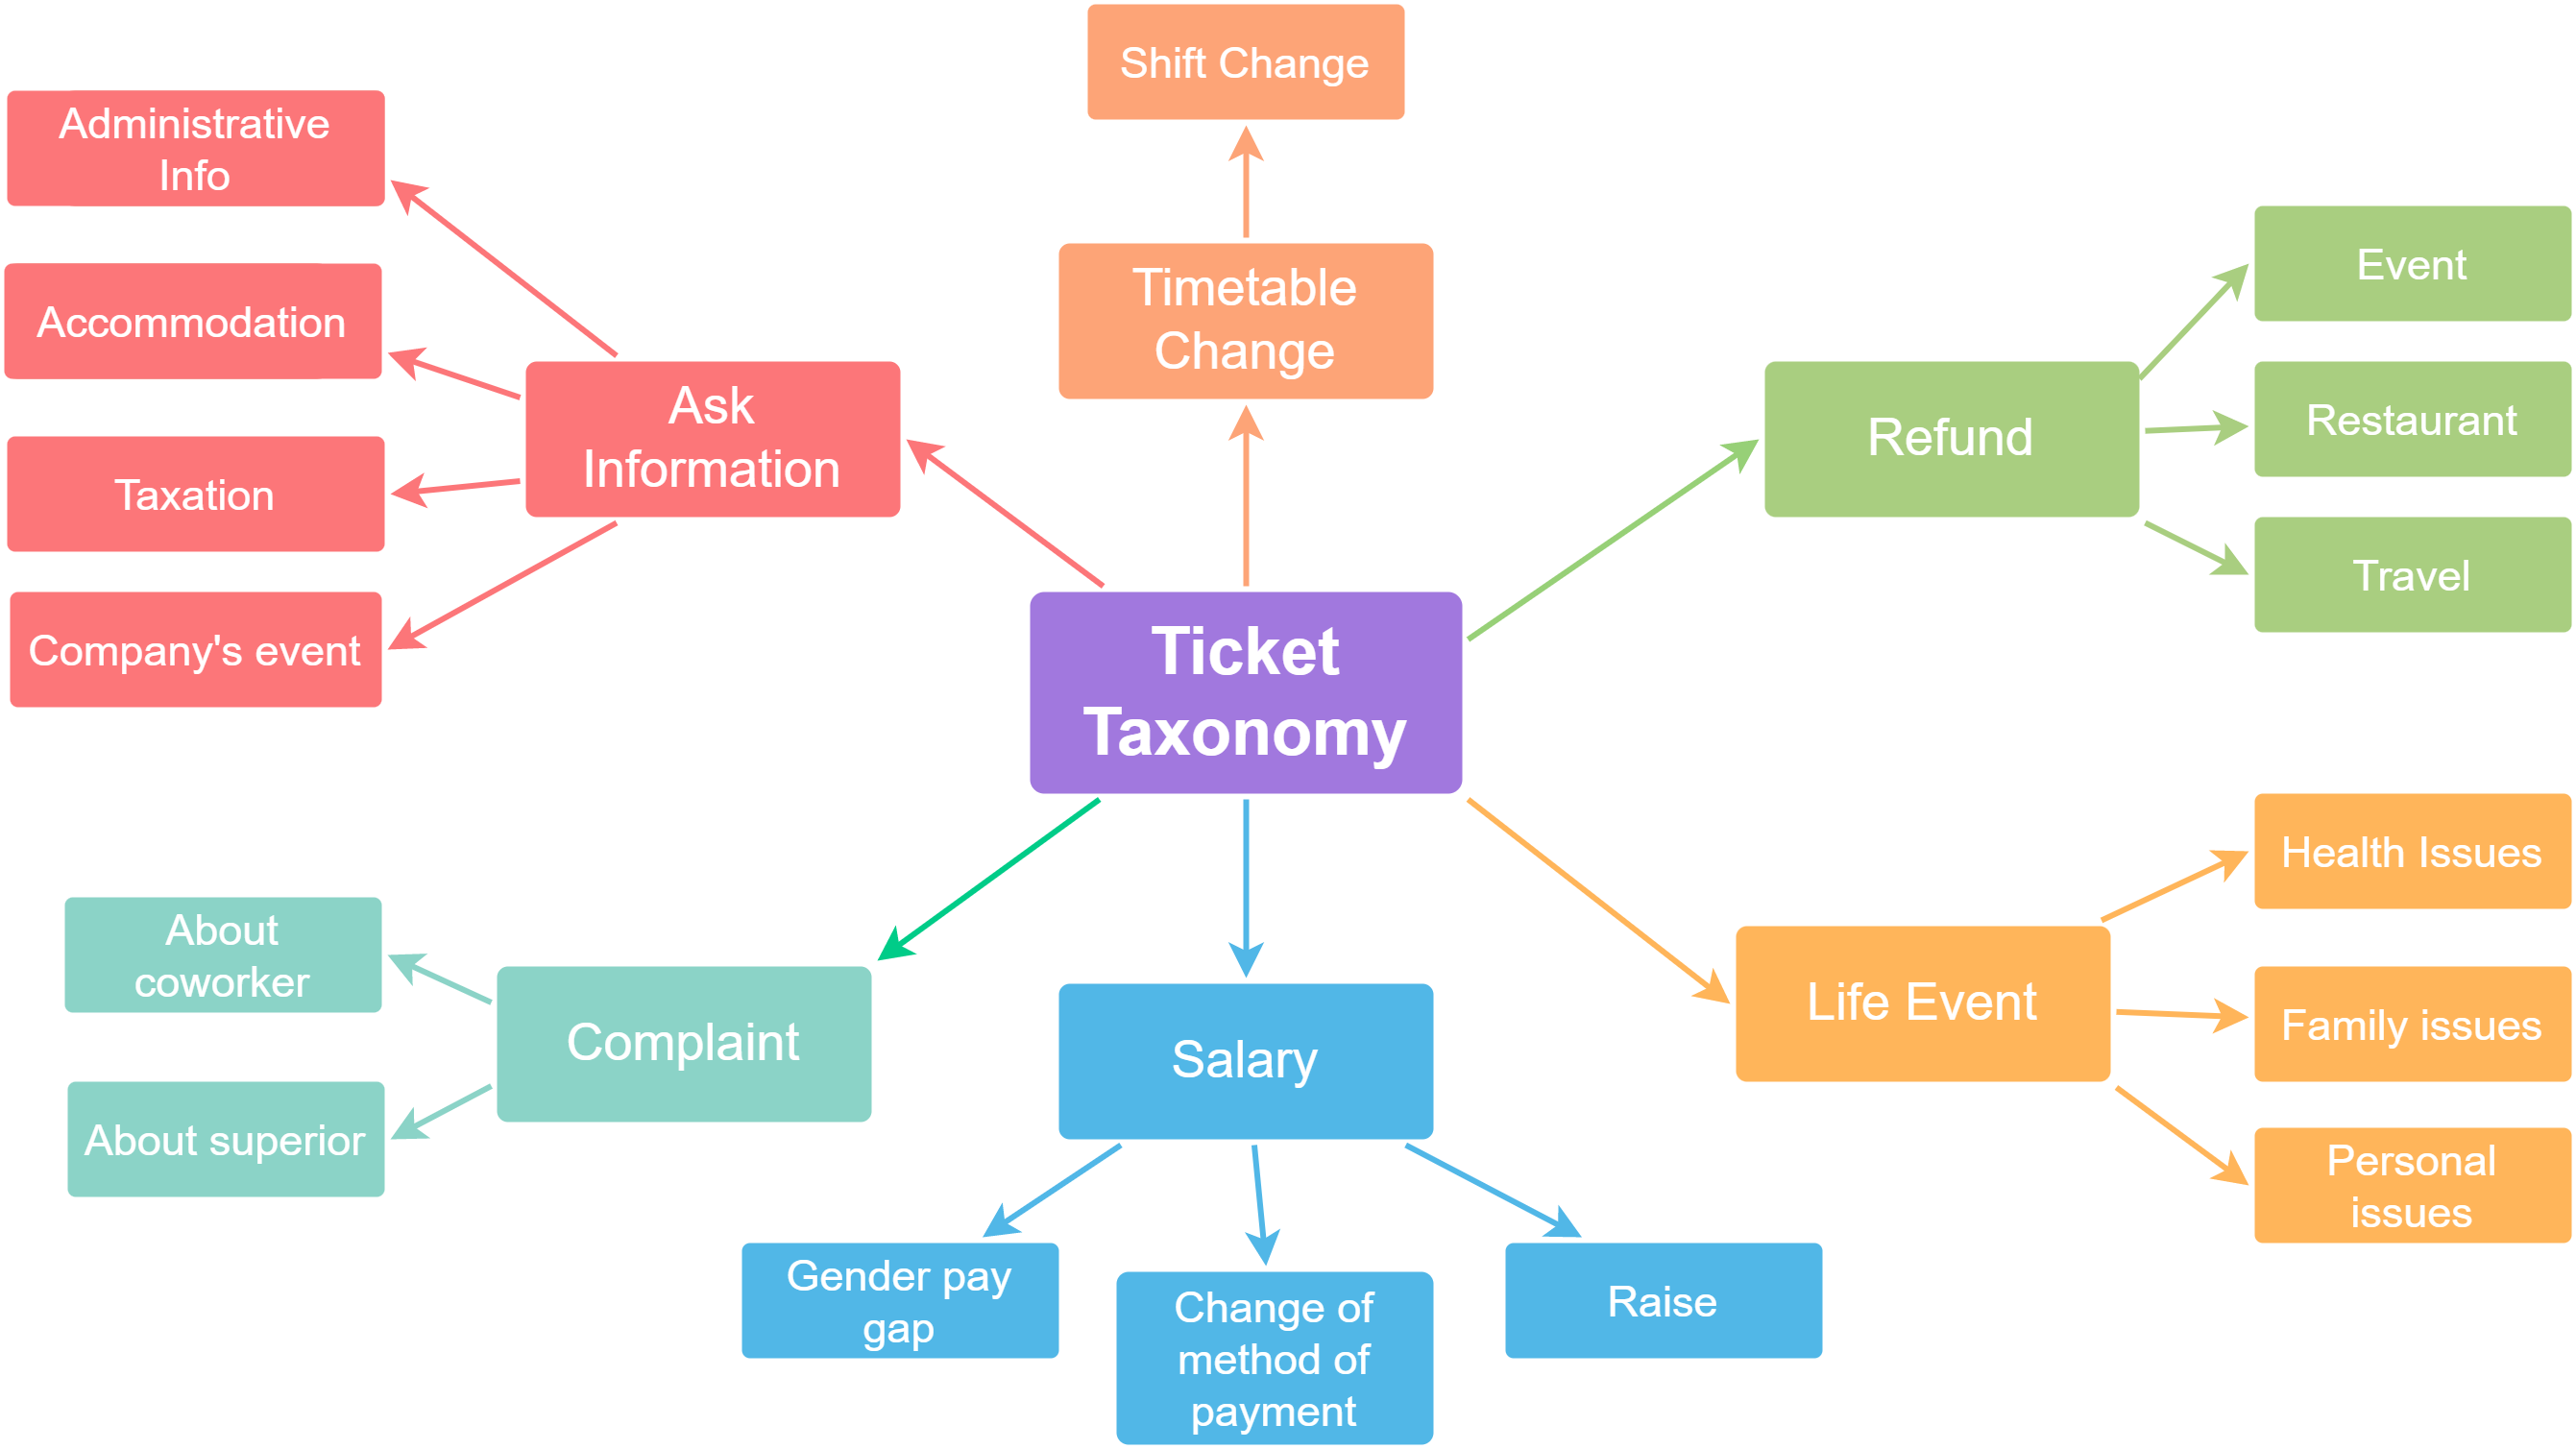 Shift Change
Administrative
Info
Accommodation
Taxation
Company's event
Ask
Information
Timetable
Change
Refund
Event
Restaurant
Travel
Ticket
Taxonomy
About
coworker
About superior
Complaint
Salary
Gender pay
gap
Change of
method of
payment
Raise
Life Event
Health Issues
Family issues
Personal
issues